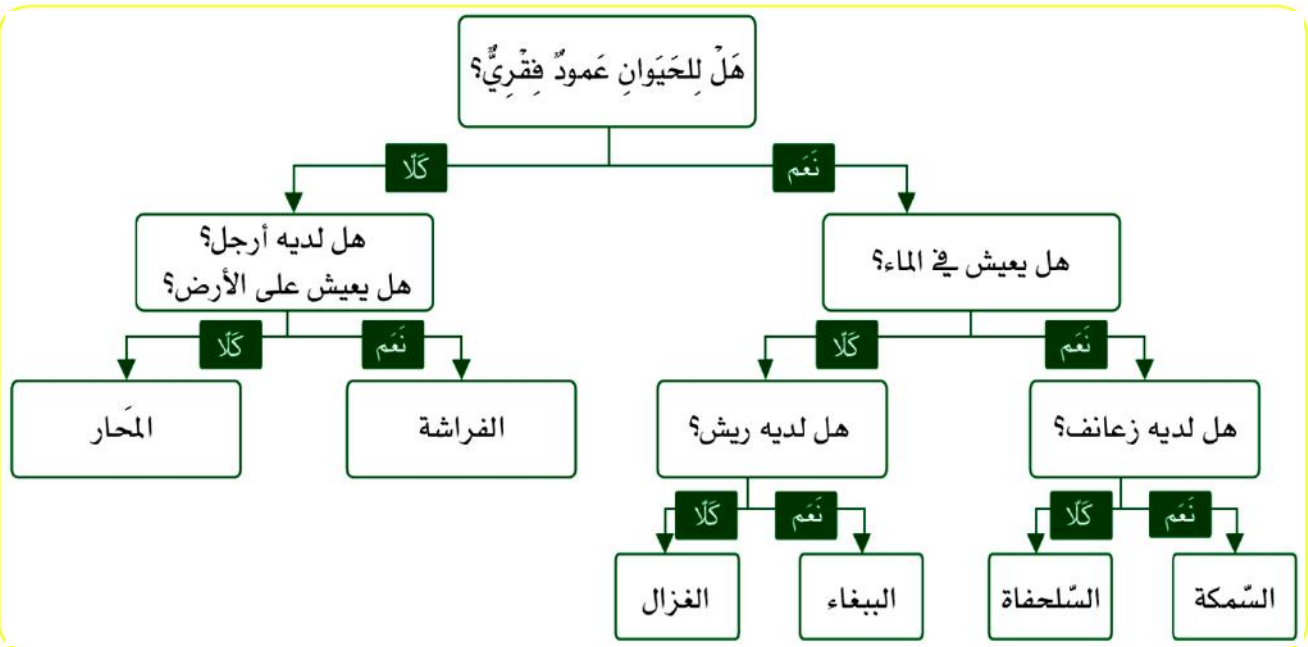 هَلْ لِلحَيَوانِ عَمودٌ فِقْرِيٌّ؟
نَعَم
كَلّا
هل يعيش في الماء؟
هل لديه أرجل؟
هل يعيش على الأرض؟
نَعَم
كَلّا
نَعَم
كَلّا
هل لديه زعانف؟
هل لديه ريش؟
الفراشة
المَحار
نَعَم
كَلّا
نَعَم
كَلّا
السّمكة
السّلحفاة
الببغاء
الغزال